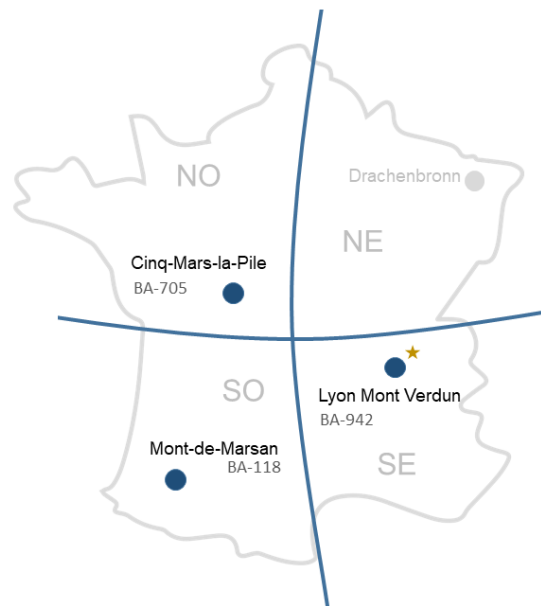 NO
Drachenbronn
NE
Cinq-Mars-la-Pile
BA-705
SO
Lyon Mont Verdun
BA-942
Mont-de-Marsan
BA-118
SE